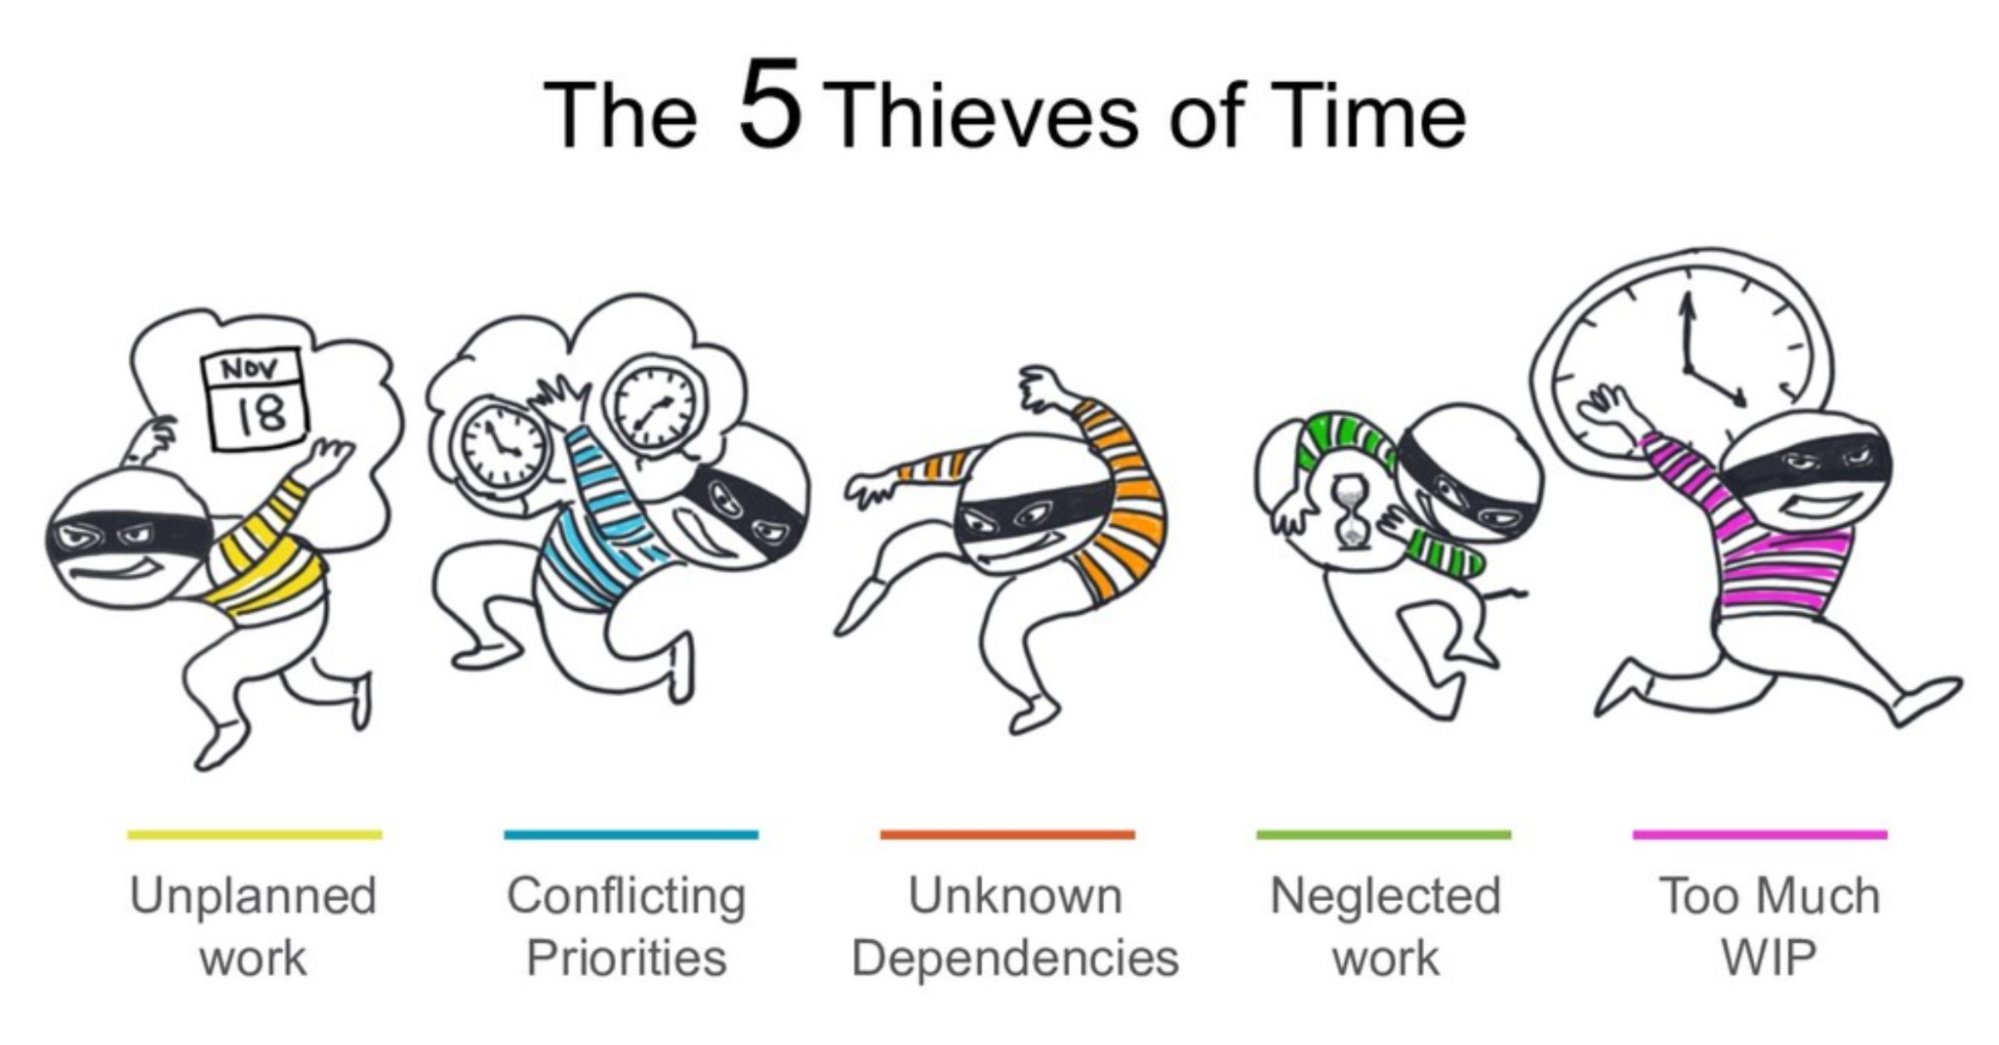 The 5 Thieves of Time
NOV
18
Unplanned
work
Conflicting
Priorities
Unknown
Dependencies
Neglected
work
Too Much
WIP